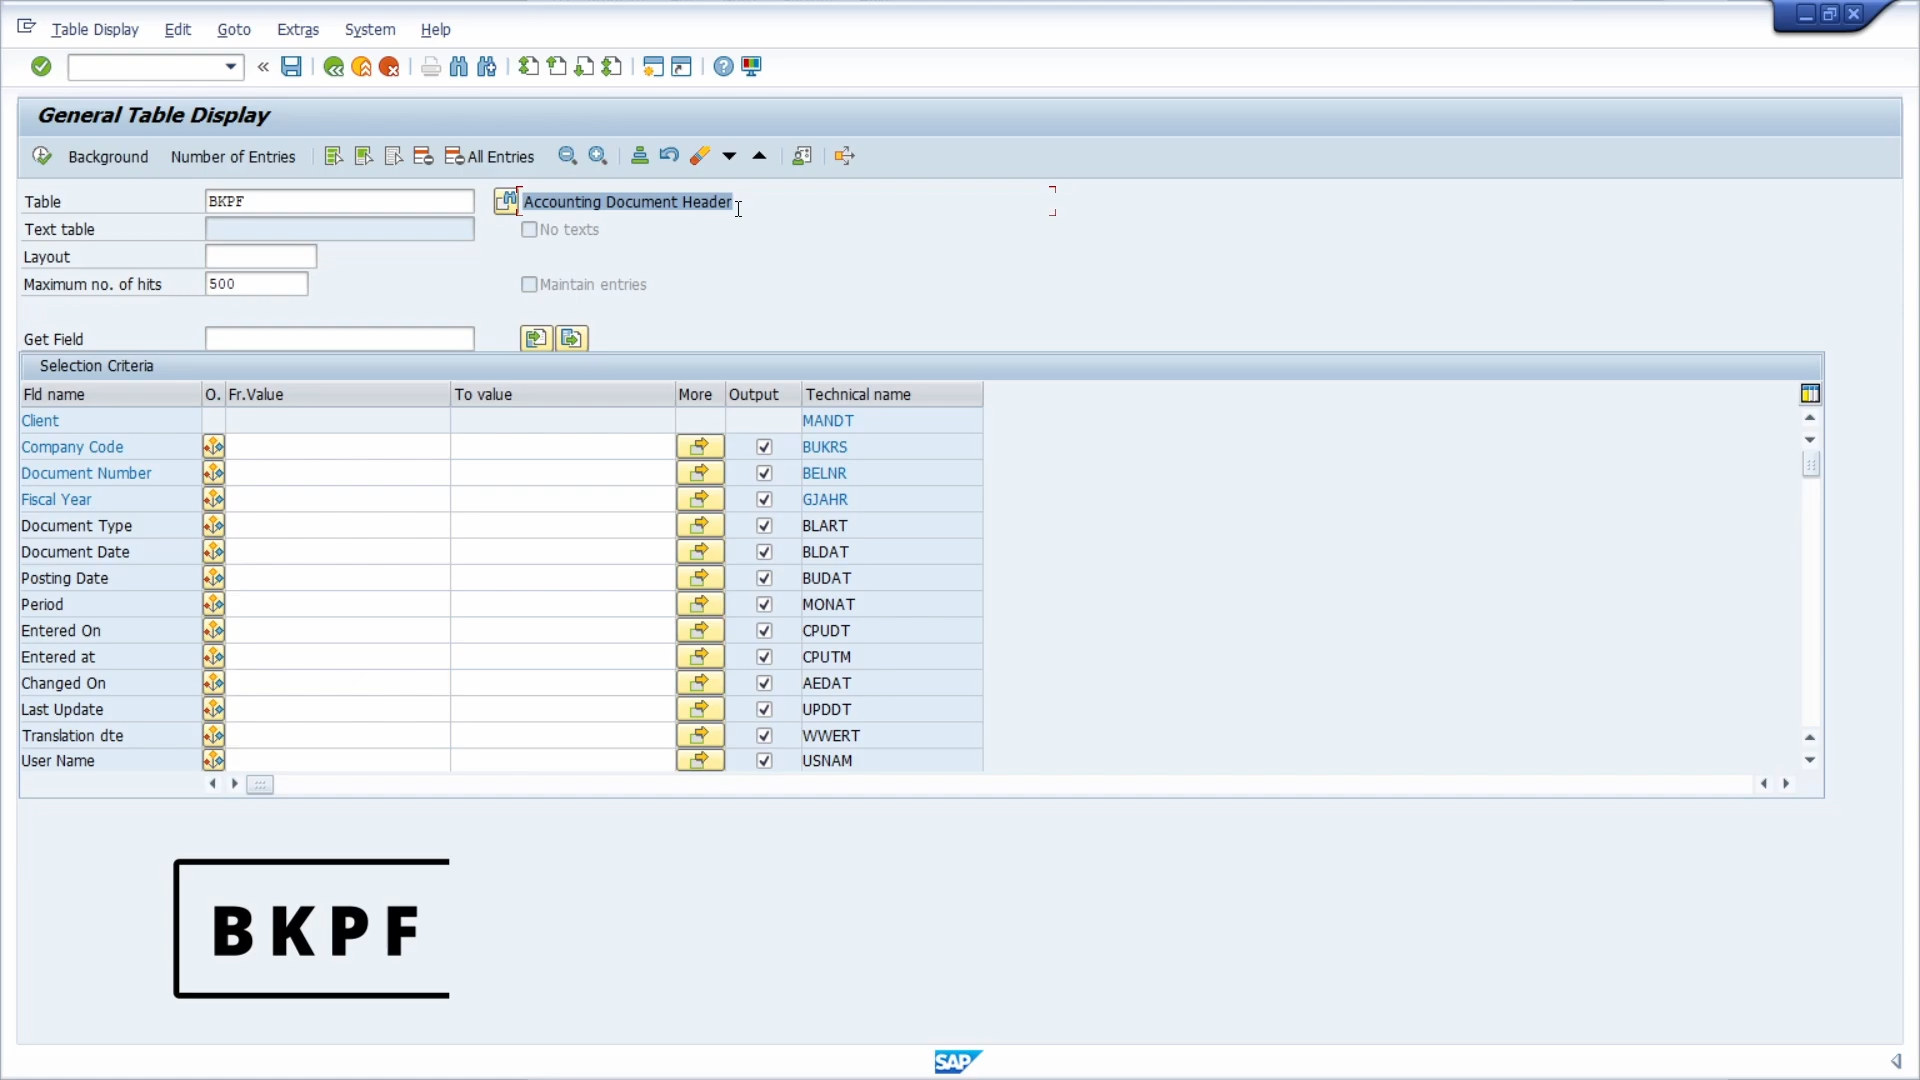 Table Display Edit Goto Extras System Help
General Table Display
Background Number of Entries All Entries
Table BKPF Accounting Document Header
Text table No texts
Layout
Maximum no. of hits 500 Maintain entries
Get Field
Selection Criteria
Fld name O. Fr.Value To value More Output Technical name
Client MANDT
Company Code BUKRS
Document Number BELNR
Fiscal Year GJAHR
Document Type BLART
Document Date BLDAT
Posting Date BUDAT
Period MONAT
Entered On CPUDT
Entered at CPUTM
Changed On AEDAT
Last Update UPDDT
Translation dte WWERT
User Name USNAM
BKPF
SAP